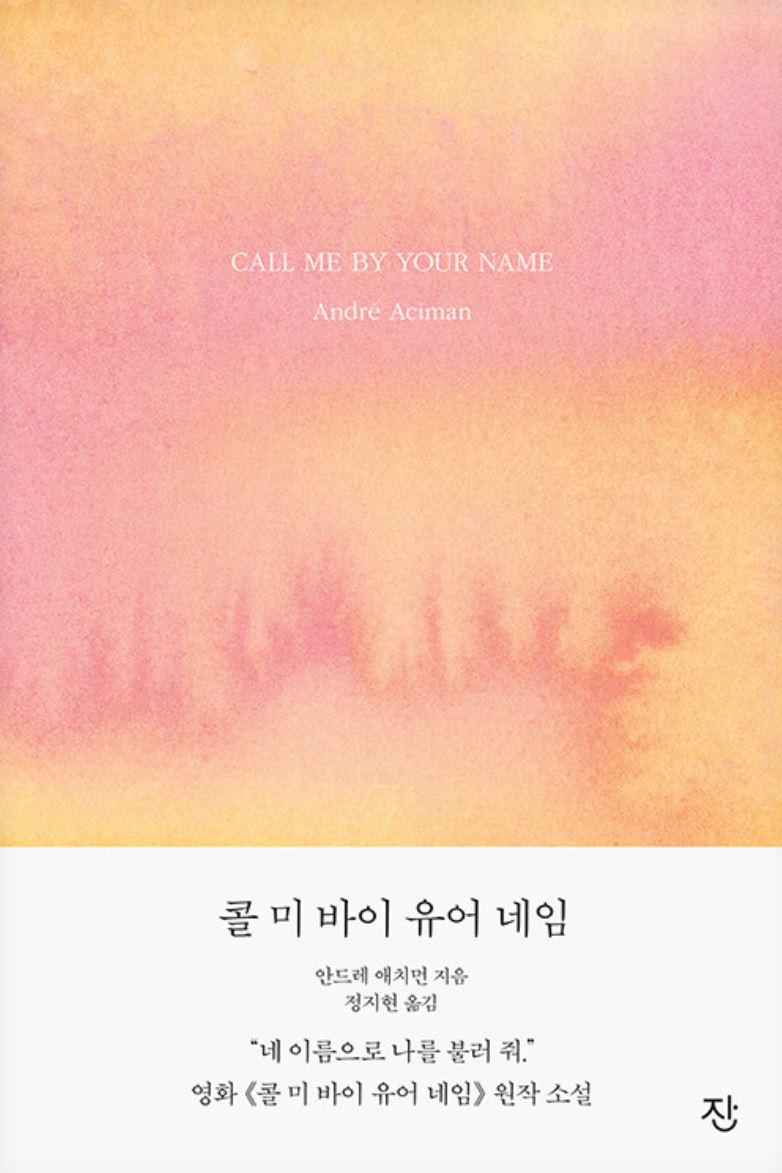 CALL ME BY YOUR NAME
André Aciman
콜 미 바이 유어 네임
안드레 애치먼 지음
정지현 옮김
“네 이름으로 나를 불러 줘.”
영화 《콜 미 바이 유어 네임》 원작 소설
잔